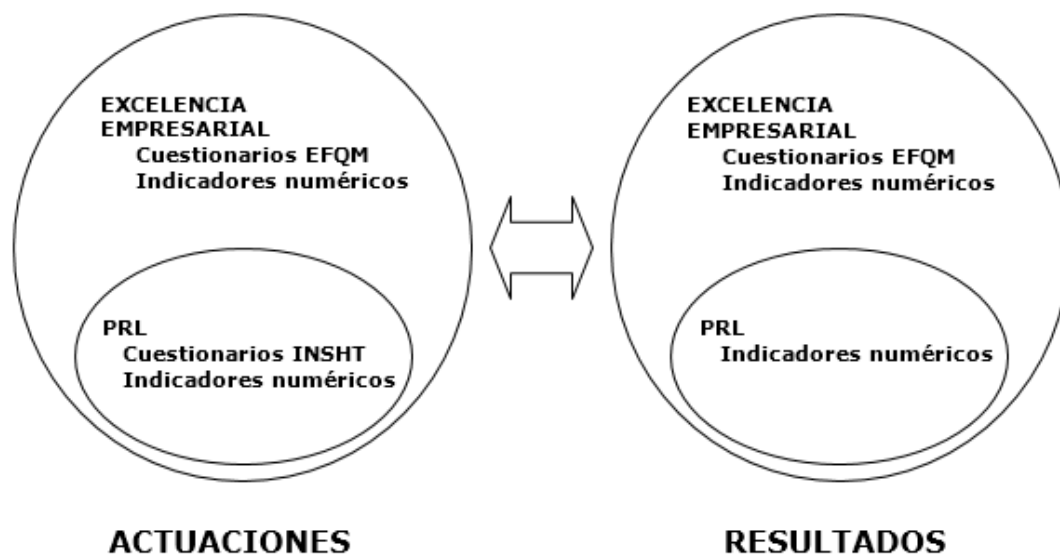 EXCELENCIA
EMPRESARIAL
Cuestionarios EFQM
Indicadores numéricos
PRL
Cuestionarios INSHT
Indicadores numéricos
ACTUACIONES
EXCELENCIA
EMPRESARIAL
Cuestionarios EFQM
Indicadores numéricos
PRL
Indicadores numéricos
RESULTADOS